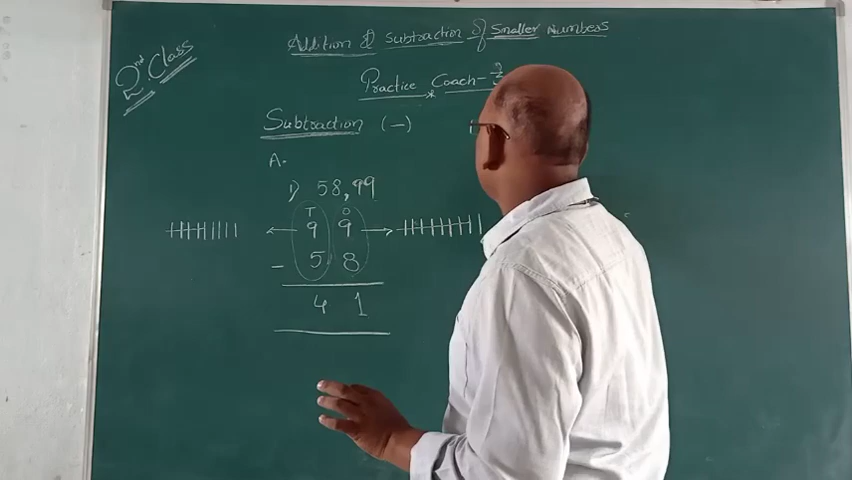 2nd Class
Addition & Subtraction of Smaller Numbers
Practice Coach-
Subtraction (-)
A.
1) 58,99
T O
9 9
- 5 8
4 1